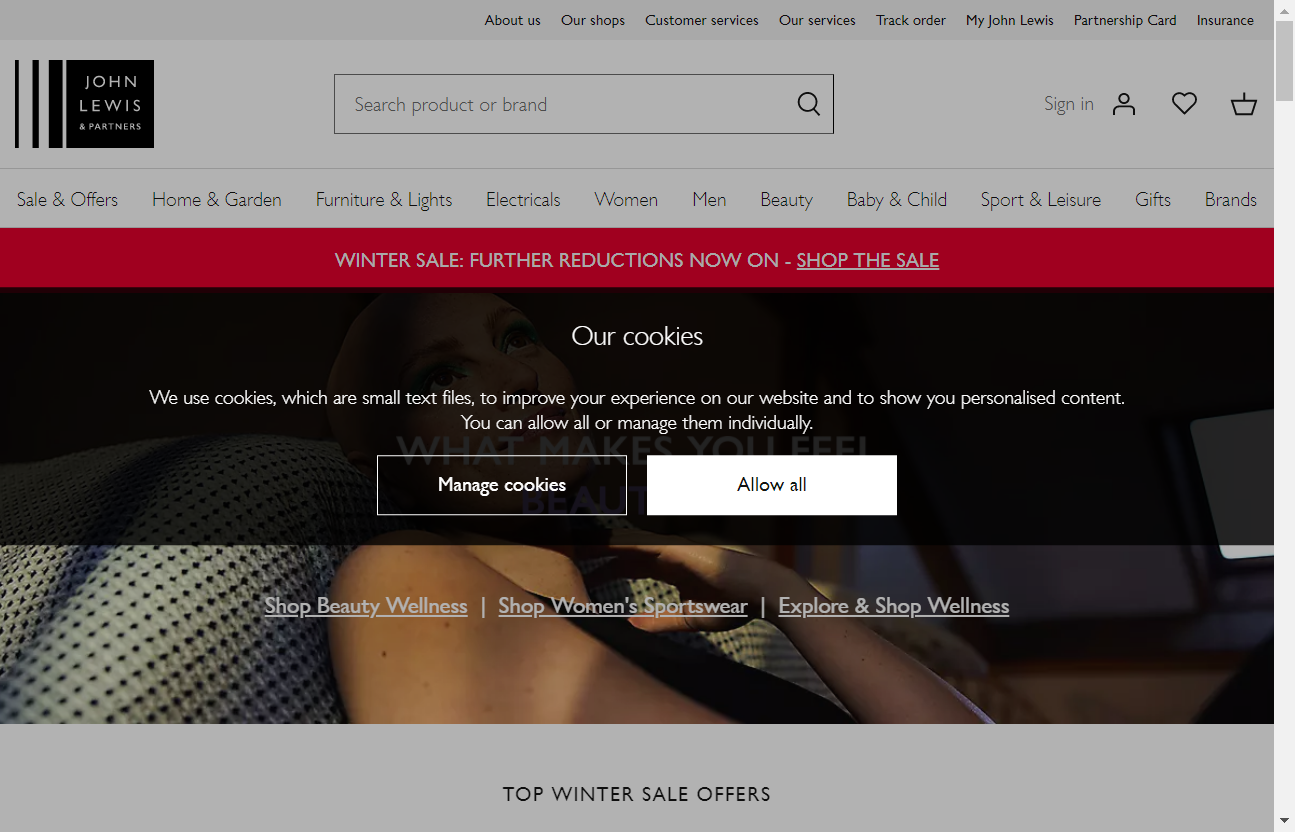 About us Our shops Customer services Our services Track order My John Lewis Partnership Card Insurance
JOHN
LEWIS
& PARTNERS
Search product or brand
Sign in
Sale & Offers Home & Garden Furniture & Lights Electricals Women Men Beauty Baby & Child Sport & Leisure Gifts Brands
WINTER SALE: FURTHER REDUCTIONS NOW ON - SHOP THE SALE
Our cookies
We use cookies, which are small text files, to improve your experience on our website and to show you personalised content.
You can allow all or manage them individually.
WHAT MAKES YOU FEEL
Manage cookies Allow all
Shop Beauty Wellness | Shop Women's Sportswear | Explore & Shop Wellness
TOP WINTER SALE OFFERS